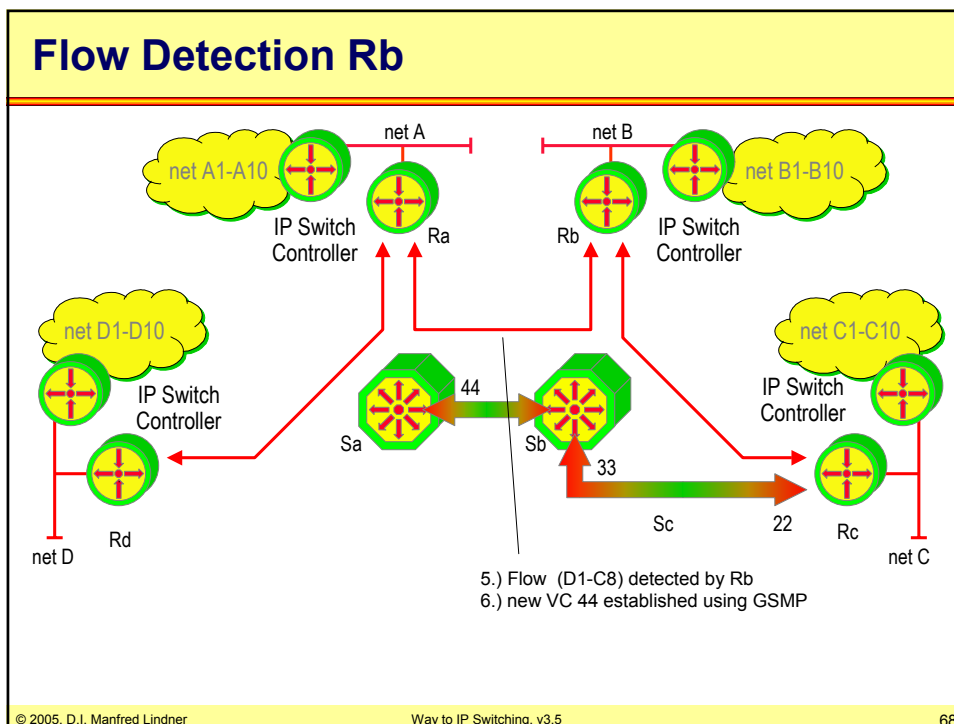 Flow Detection Rb
net A
net B
net A1-A10
net B1-B10
IP Switch
Controller
Ra
Rb
IP Switch
Controller
net D1-D10
net C1-C10
IP Switch
Controller
IP Switch
Controller
44
Sa
Sb
33
Sc
22
Rd
Rc
net D
net C
5.) Flow (D1-C8) detected by Rb
6.) new VC 44 established using GSMP
© 2005, D.I. Manfred Lindner
Way to IP Switching, v3.5
68